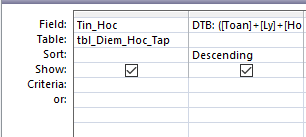 Field: Tin_Hoc DTB: ([Toan]+[Ly]+[Ho
Table: tbl_Diem_Hoc_Tap
Sort: Descending
Show:
Criteria:
or: